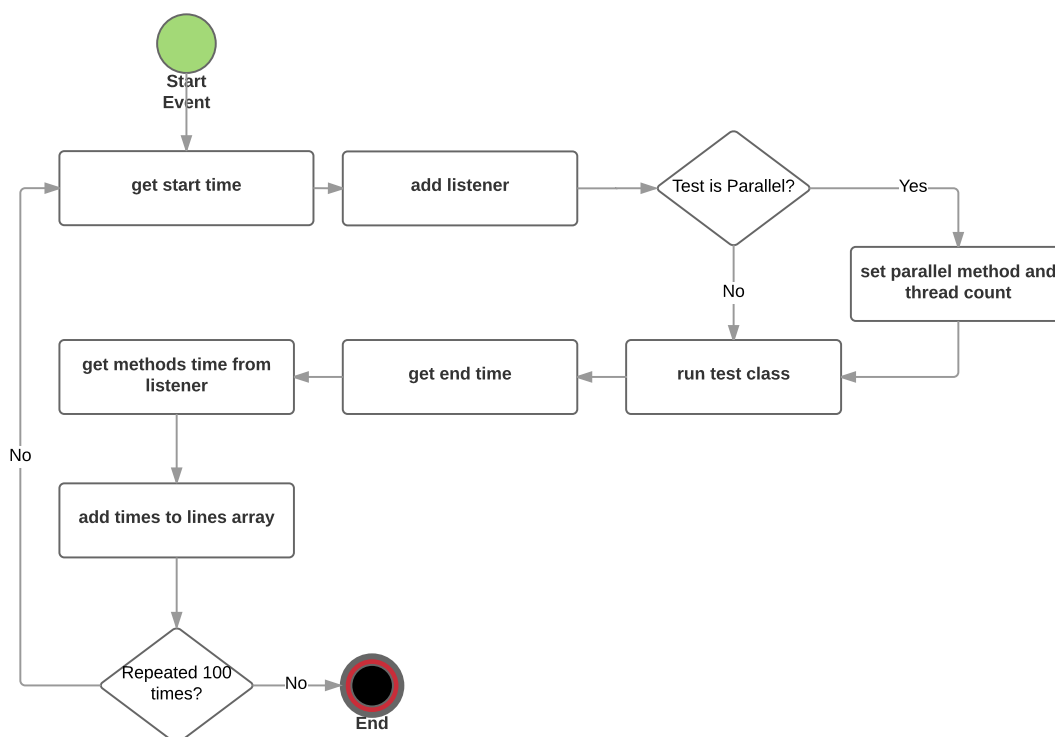 Start
Event
get start time
add listener
Test is Parallel?
Yes
set parallel method and
thread count
No
get methods time from
listener
get end time
run test class
No
add times to lines array
Repeated 100
times?
No
End